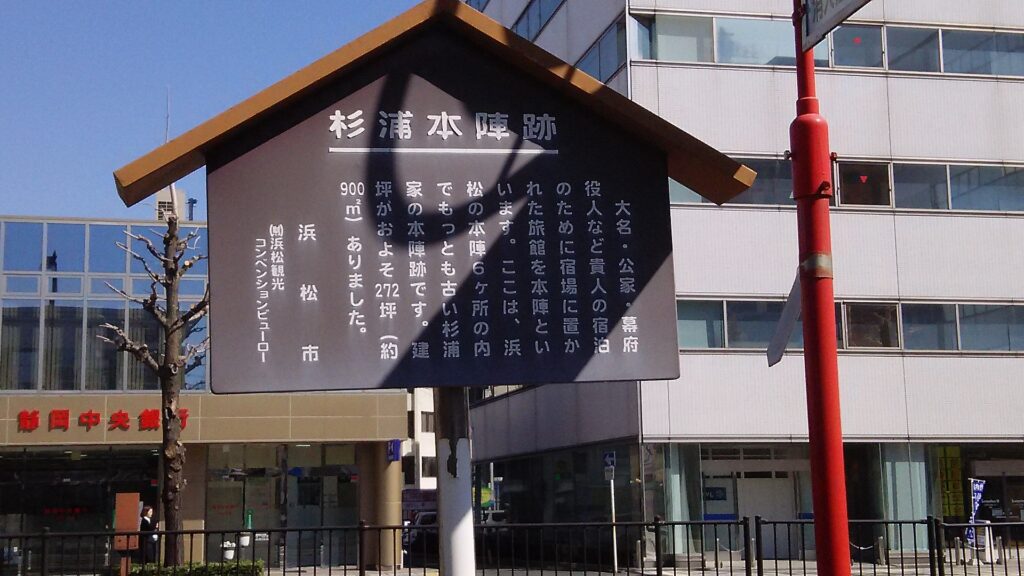 杉浦本陣跡
大名・公家・幕府
役人など貴人の宿泊
のために宿場に置か
れた旅館を本陣とい
います。ここは、浜
松の本陣6ヶ所の内
でもっとも古い杉浦
家の本陣跡です。建
坪がおよそ272坪(約
900㎡)ありました。
浜松市
㈶浜松観光
コンベンションビューロー
静岡中央銀行